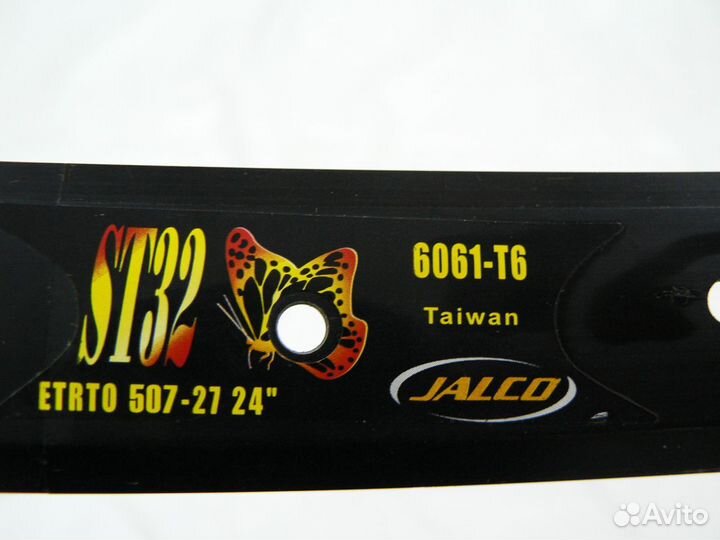 ST32
6061-T6
Taiwan
ETRTO 507-27 24"
JALCO
Avito